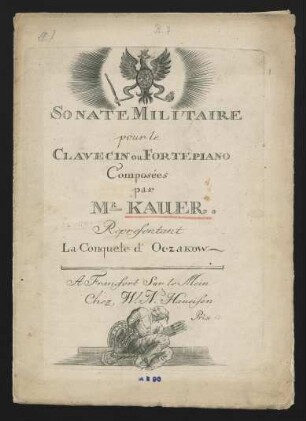 SONATE MILITAIRE
pour le
CLAVECIN ou FORTEPIANO
Composées
par
MR. KAUER.
Representant
La Conquete d' Oczakow
A Francfort Sur le Mein
Chez W. N. Haueisen
Prix